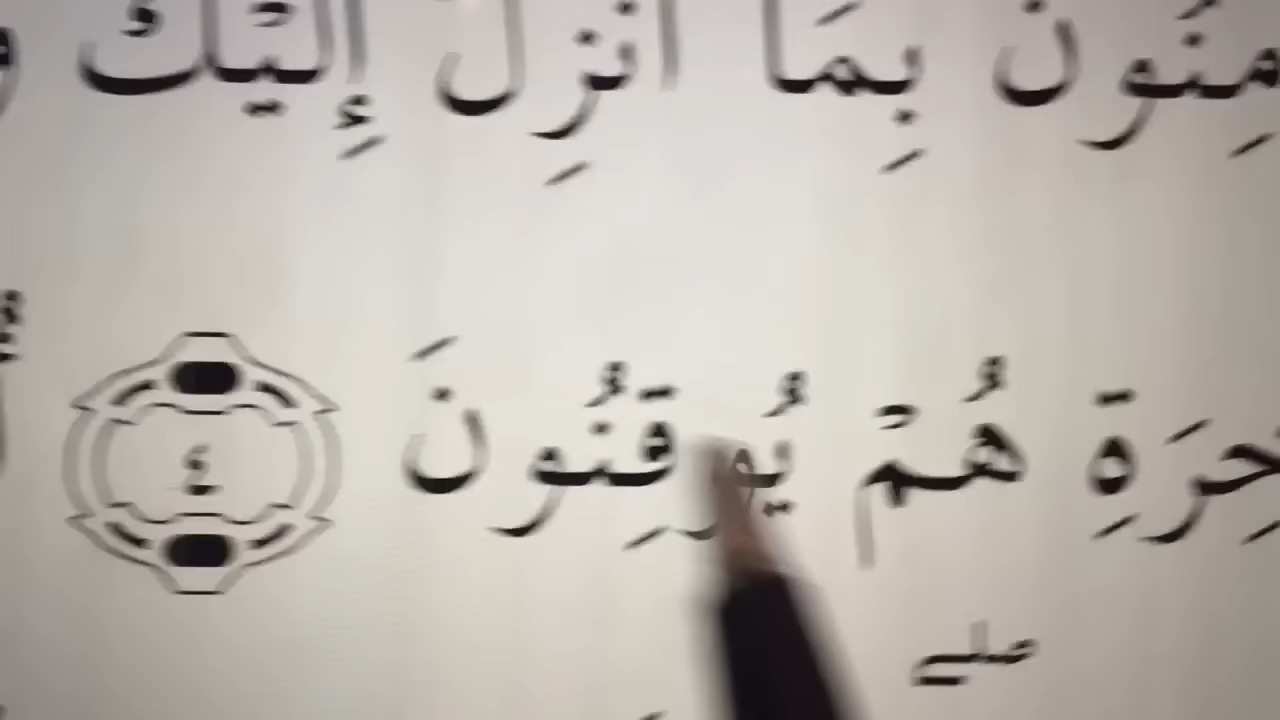 مِنُونَ بِمَا أُنزِلَ إِلَيْكَ
خِرَةِ هُمْ يُوقِنُونَ ٤
صلے